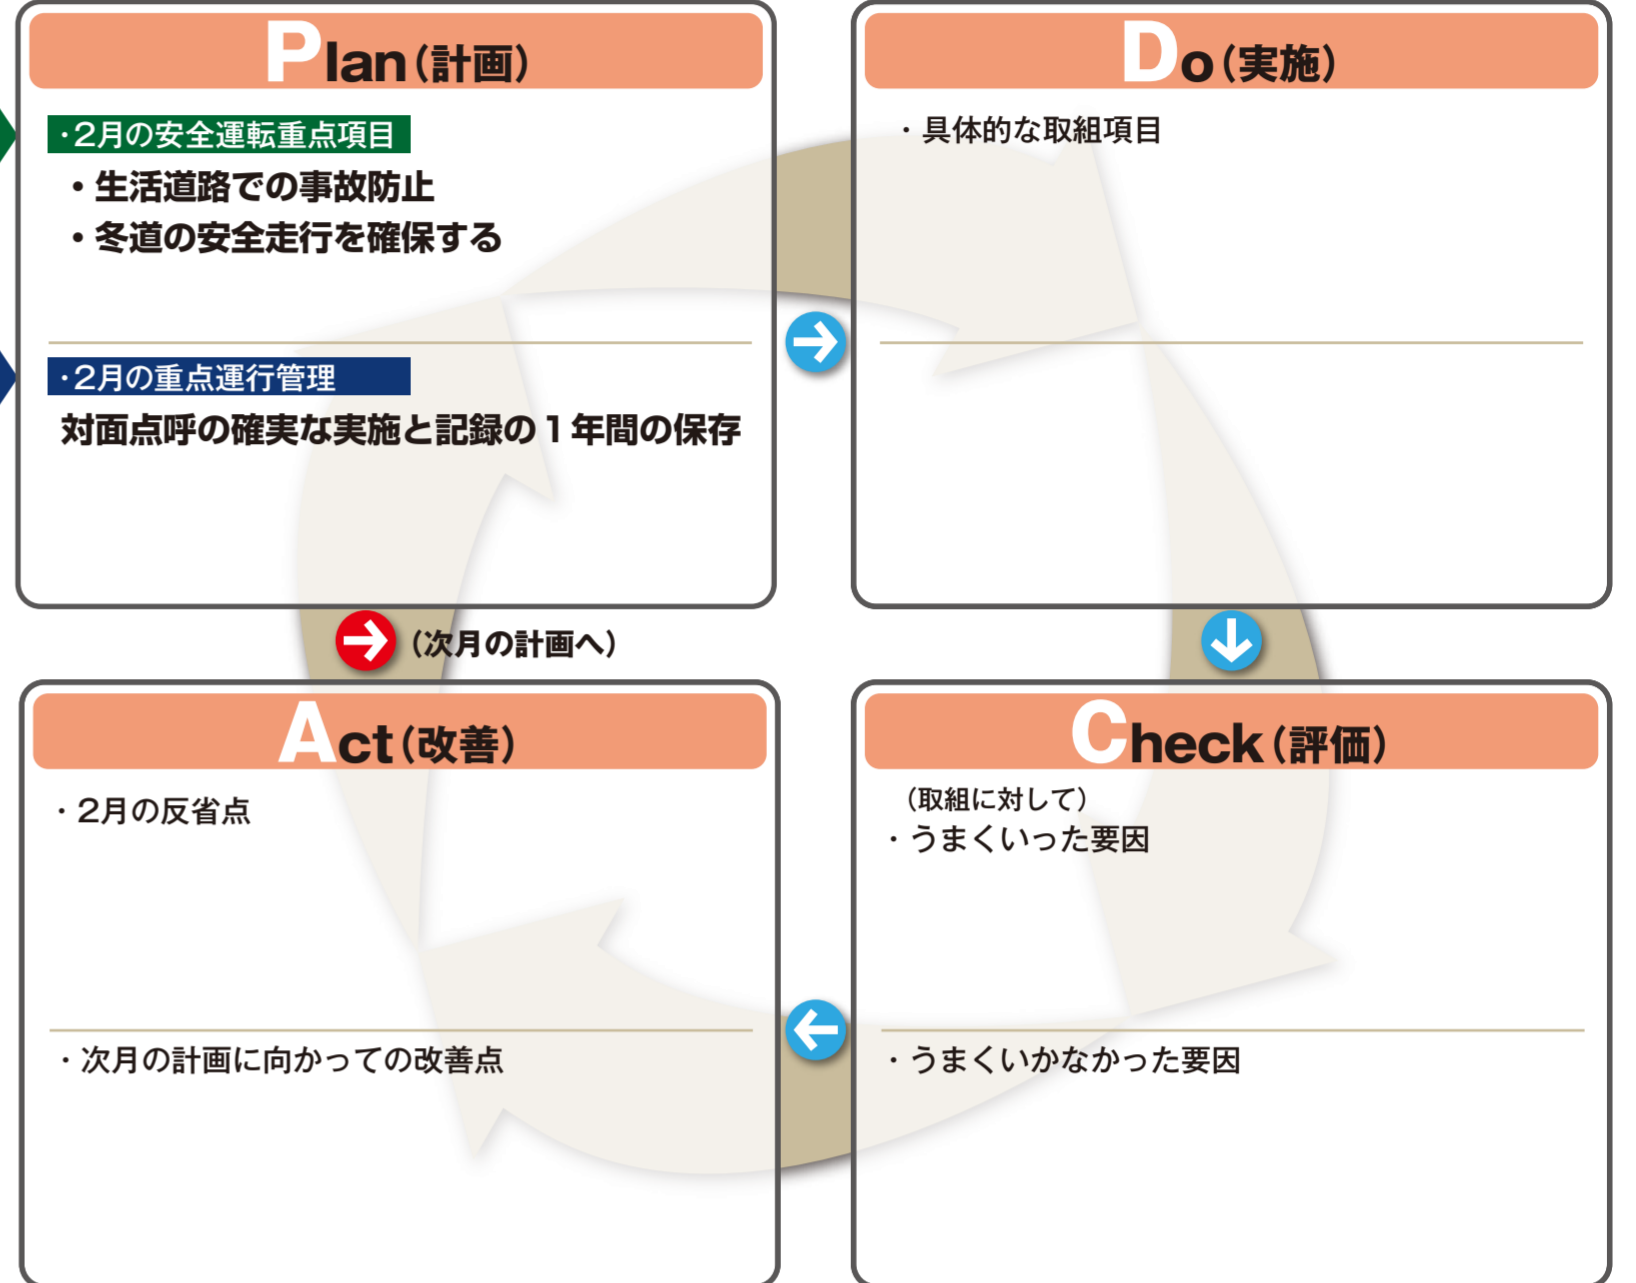 Plan（計画）
・2月の安全運転重点項目
・生活道路での事故防止
・冬道の安全走行を確保する
・2月の重点運行管理
対面点呼の確実な実施と記録の１年間の保存
Do（実施）
・具体的な取組項目
（次月の計画へ）
Act（改善）
・2月の反省点
・次月の計画に向かっての改善点
Check（評価）
（取組に対して）
・うまくいった要因
・うまくいかなかった要因